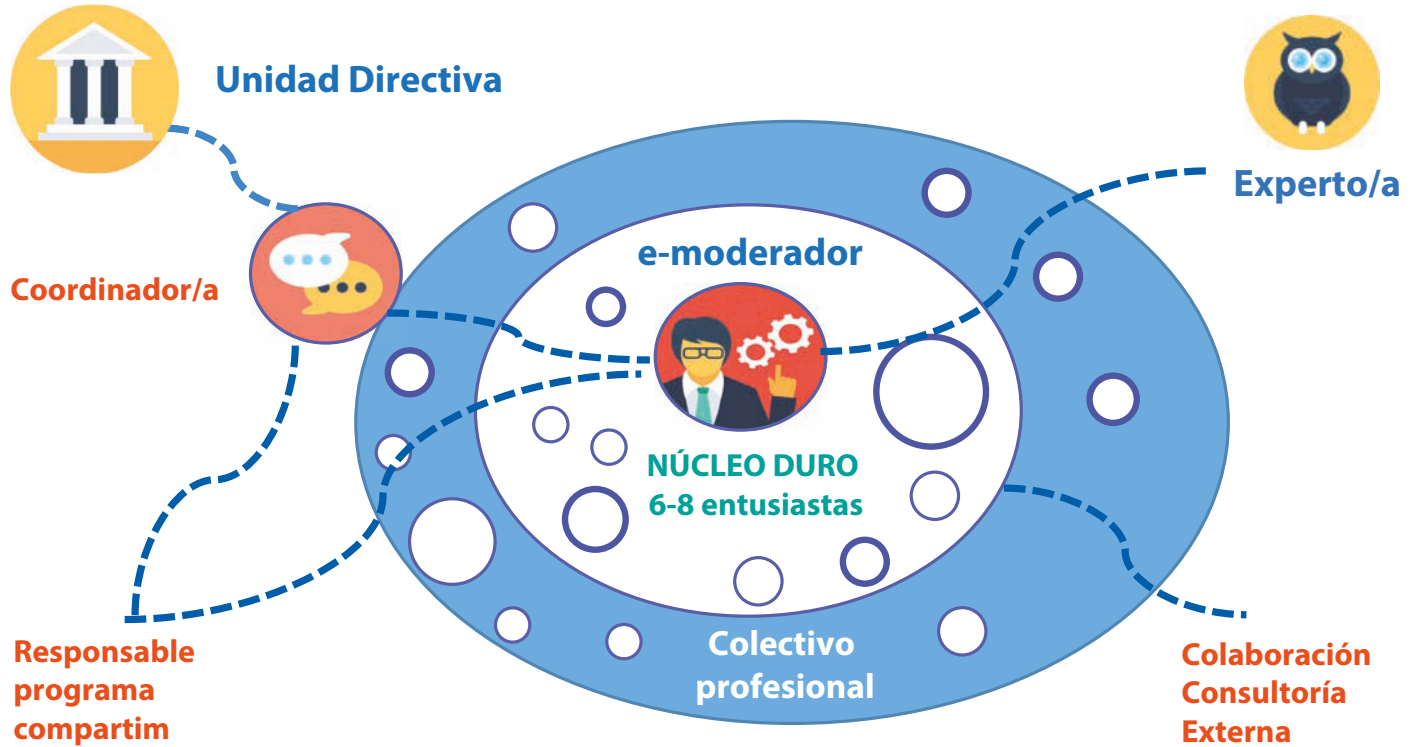 Unidad Directiva
Experto/a
e-moderador
Coordinador/a
NÚCLEO DURO
6-8 entusiastas
Colectivo
profesional
Responsable
programa
compartim
Colaboración
Consultoría
Externa